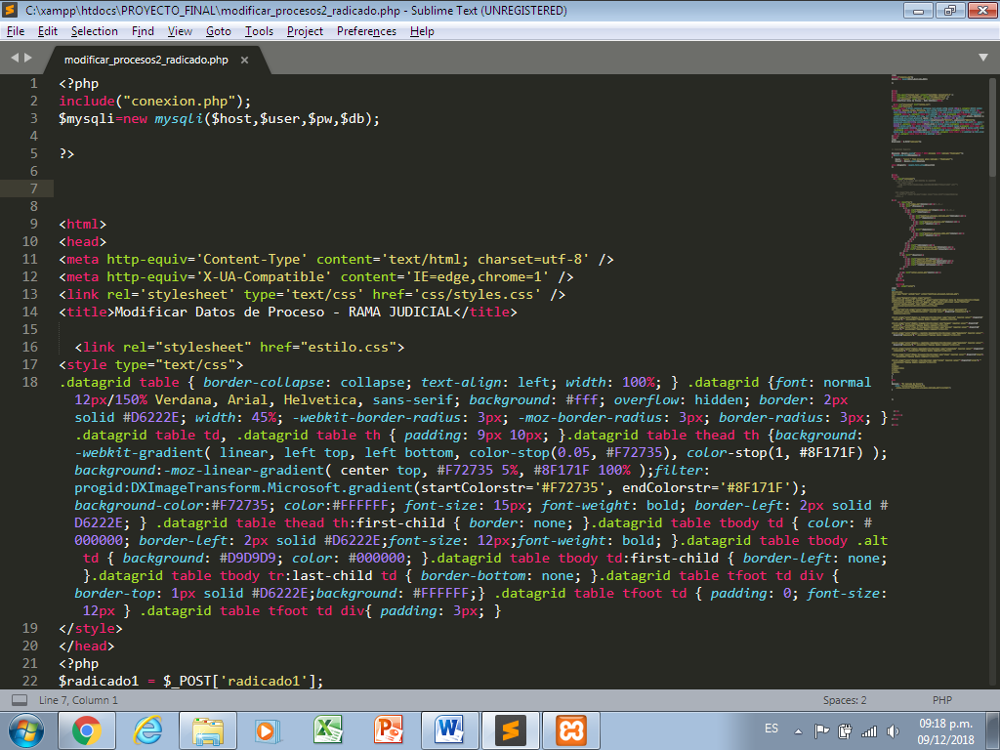 C:\xampp\htdocs\PROYECTO_FINAL\modificar_procesos2_radicado.php - Sublime Text (UNREGISTERED)
File Edit Selection Find View Goto Tools Project Preferences Help
modificar_procesos2_radicado.php
1 <?php
2 include("conexion.php");
3 $mysqli=new mysqli($host,$user,$pw,$db);
4
5 ?>
6
7
8
9 <html>
10 <head>
11 <meta http-equiv='Content-Type' content='text/html; charset=utf-8' />
12 <meta http-equiv='X-UA-Compatible' content='IE=edge,chrome=1' />
13 <link rel='stylesheet' type='text/css' href='css/styles.css' />
14 <title>Modificar Datos de Proceso - RAMA JUDICIAL</title>
15
16 <link rel="stylesheet" href="estilo.css">
17 <style type="text/css">
18 .datagrid table { border-collapse: collapse; text-align: left; width: 100%; } .datagrid {font: normal
12px/150% Verdana, Arial, Helvetica, sans-serif; background: #fff; overflow: hidden; border: 2px
solid #D6222E; width: 45%; -webkit-border-radius: 3px; -moz-border-radius: 3px; border-radius: 3px; }
.datagrid table td, .datagrid table th { padding: 9px 10px; }.datagrid table thead th {background:
-webkit-gradient( linear, left top, left bottom, color-stop(0.05, #F72735), color-stop(1, #8F171F) );
background:-moz-linear-gradient( center top, #F72735 5%, #8F171F 100% );filter:
progid:DXImageTransform.Microsoft.gradient(startColorstr='#F72735', endColorstr='#8F171F');
background-color:#F72735; color:#FFFFFF; font-size: 15px; font-weight: bold; border-left: 2px solid #
D6222E; } .datagrid table thead th:first-child { border: none; }.datagrid table tbody td { color: #
000000; border-left: 2px solid #D6222E;font-size: 12px;font-weight: bold; }.datagrid table tbody .alt
td { background: #D9D9D9; color: #000000; }.datagrid table tbody td:first-child { border-left: none;
}.datagrid table tbody tr:last-child td { border-bottom: none; }.datagrid table tfoot td div {
border-top: 1px solid #D6222E;background: #FFFFFF;} .datagrid table tfoot td { padding: 0; font-size:
12px } .datagrid table tfoot td div{ padding: 3px; }
19 </style>
20 </head>
21 <?php
22 $radicado1 = $_POST['radicado1'];
Line 7, Column 1 Spaces: 2 PHP
ES 09:18 p.m.
09/12/2018